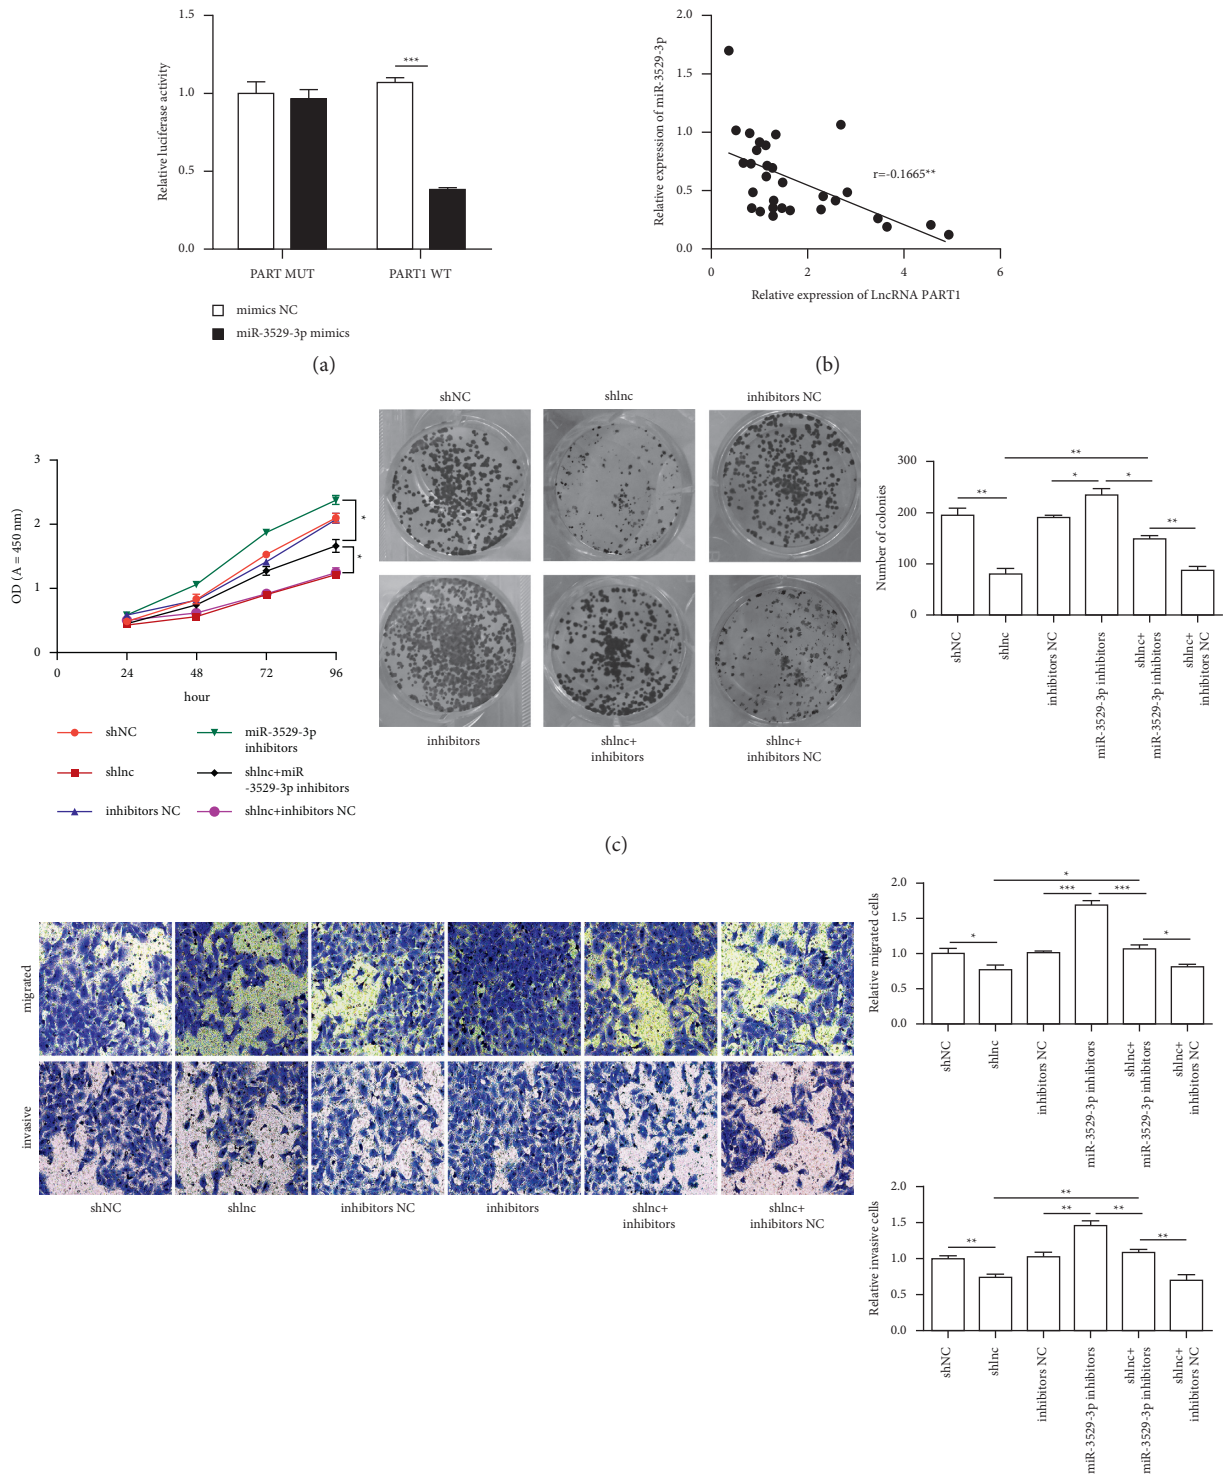 1.5
1.0
0.5
0.0
Relative luciferase activity
***
PART MUT
PART1 WT
mimics NC
miR-3529-3p mimics
(a)
2.0
1.5
1.0
0.5
0.0
Relative expression of miR-3529-3p
r=-0.1665**
0
2
4
6
Relative expression of LncRNA PART1
(b)
3
2
1
0
OD (A = 450 nm)
*
*
0
24
48
72
96
hour
shNC
miR-3529-3p
inhibitors
shlnc
shlnc+miR
-3529-3p inhibitors
inhibitors NC
shlnc+inhibitors NC
shNC
shlnc
inhibitors NC
inhibitors
shlnc+
inhibitors
shlnc+
inhibitors NC
300
200
100
0
Number of colonies
**
**
*
*
**
shNC
shlnc
inhibitors NC
miR-3529-3p inhibitors
shlnc+
miR-3529-3p inhibitors
shlnc+
inhibitors NC
(c)
migrated
invasive
shNC
shlnc
inhibitors NC
inhibitors
shlnc+
inhibitors
shlnc+
inhibitors NC
2.0
1.5
1.0
0.5
0.0
Relative migrated cells
*
*
***
***
*
shNC
shlnc
inhibitors NC
miR-3529-3p inhibitors
shlnc+
miR-3529-3p inhibitors
shlnc+
inhibitors NC
2.0
1.5
1.0
0.5
0.0
Relative invasive cells
**
**
**
**
**
shNC
shlnc
inhibitors NC
miR-3529-3p inhibitors
shlnc+
miR-3529-3p inhibitors
shlnc+
inhibitors NC